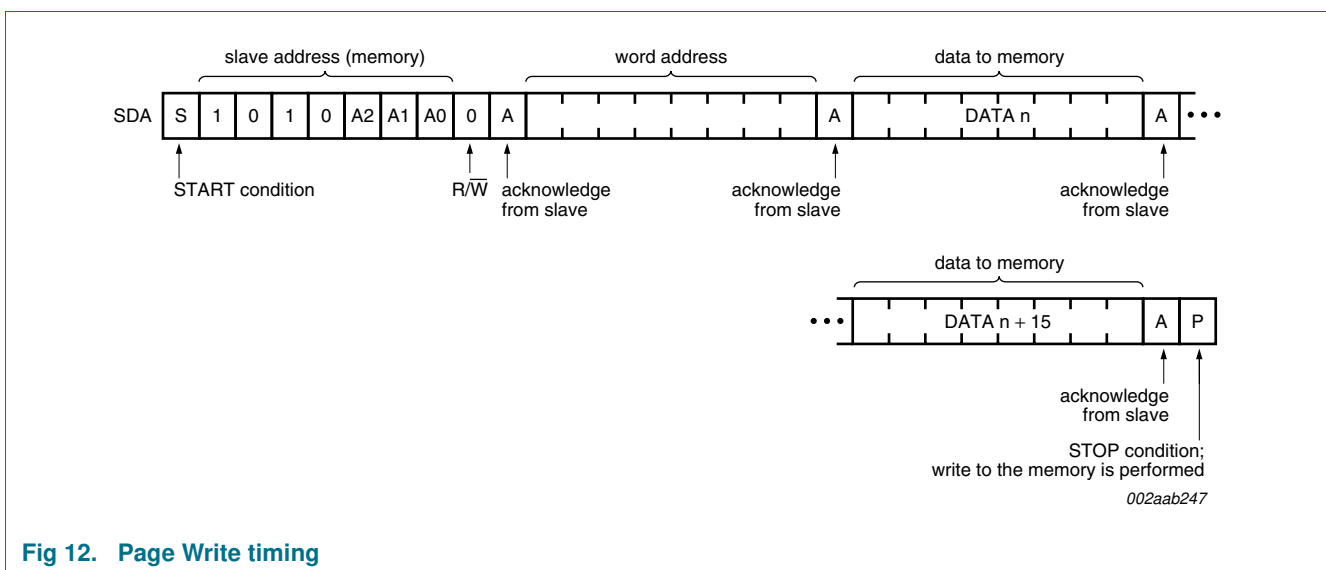 slave address (memory) word address data to memory
SDA S 1 0 1 0 A2 A1 A0 0 A A DATA n A •••
START condition R/W̅ acknowledge from slave acknowledge from slave acknowledge from slave
data to memory
••• DATA n + 15 A P
acknowledge
from slave
STOP condition;
write to the memory is performed
002aab247
Fig 12. Page Write timing